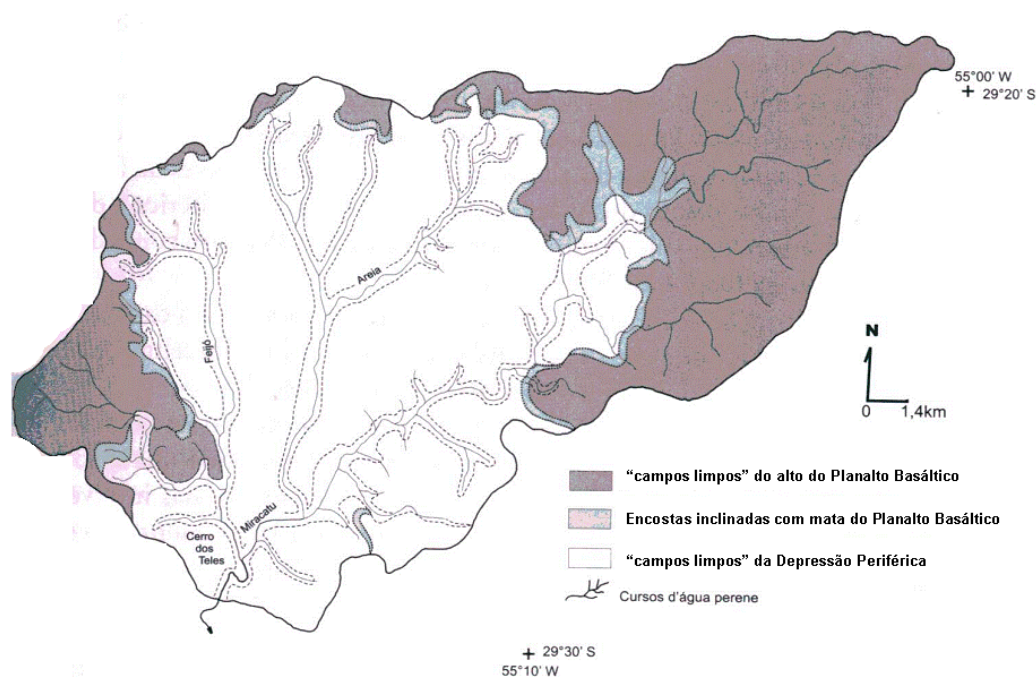 55°00' W
29°20' S
Areia
Feijó
N
0 1,4km
"campos limpos" do alto do Planalto Basáltico
Miracatu
Encostas inclinadas com mata do Planalto Basáltico
Cerro
dos
Teles
"campos limpos" da Depressão Periférica
Cursos d'água perene
29°30' S
55°10' W